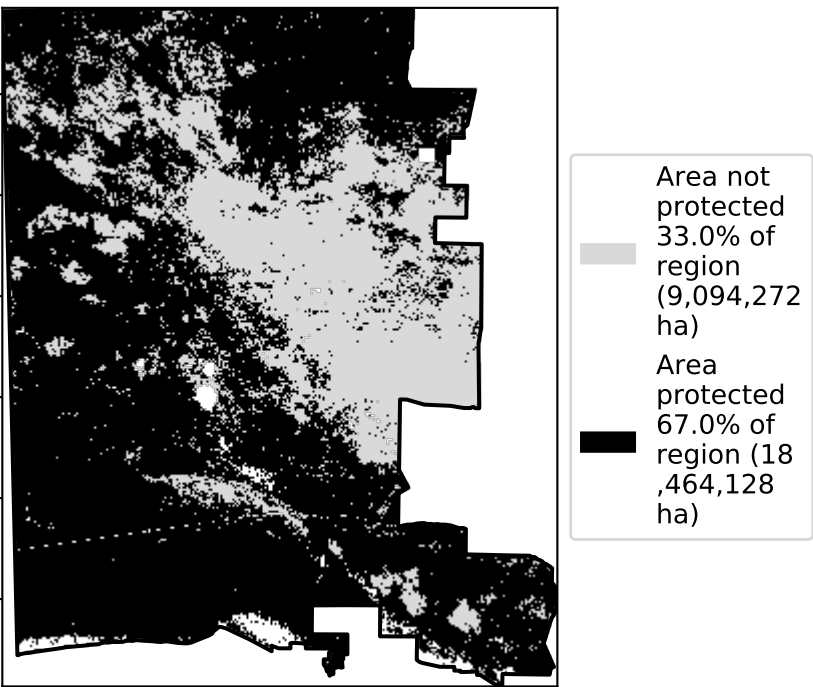 Area not
protected
33.0% of
region
(9,094,272
ha)
Area
protected
67.0% of
region (18
,464,128
ha)